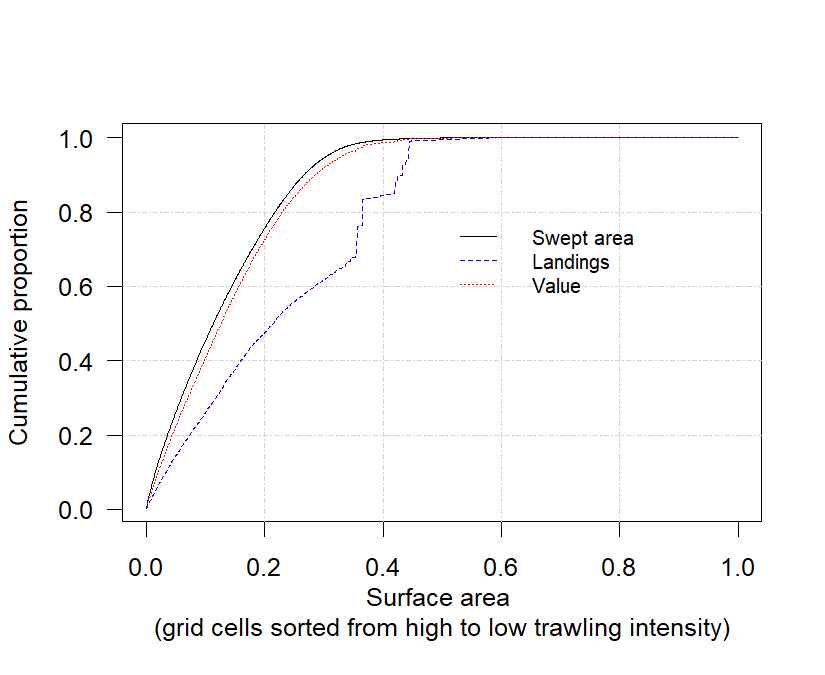 Cumulative proportion
1.0
0.8
0.6
0.4
0.2
0.0
Swept area
Landings
Value
0.0 0.2 0.4 0.6 0.8 1.0
Surface area
(grid cells sorted from high to low trawling intensity)